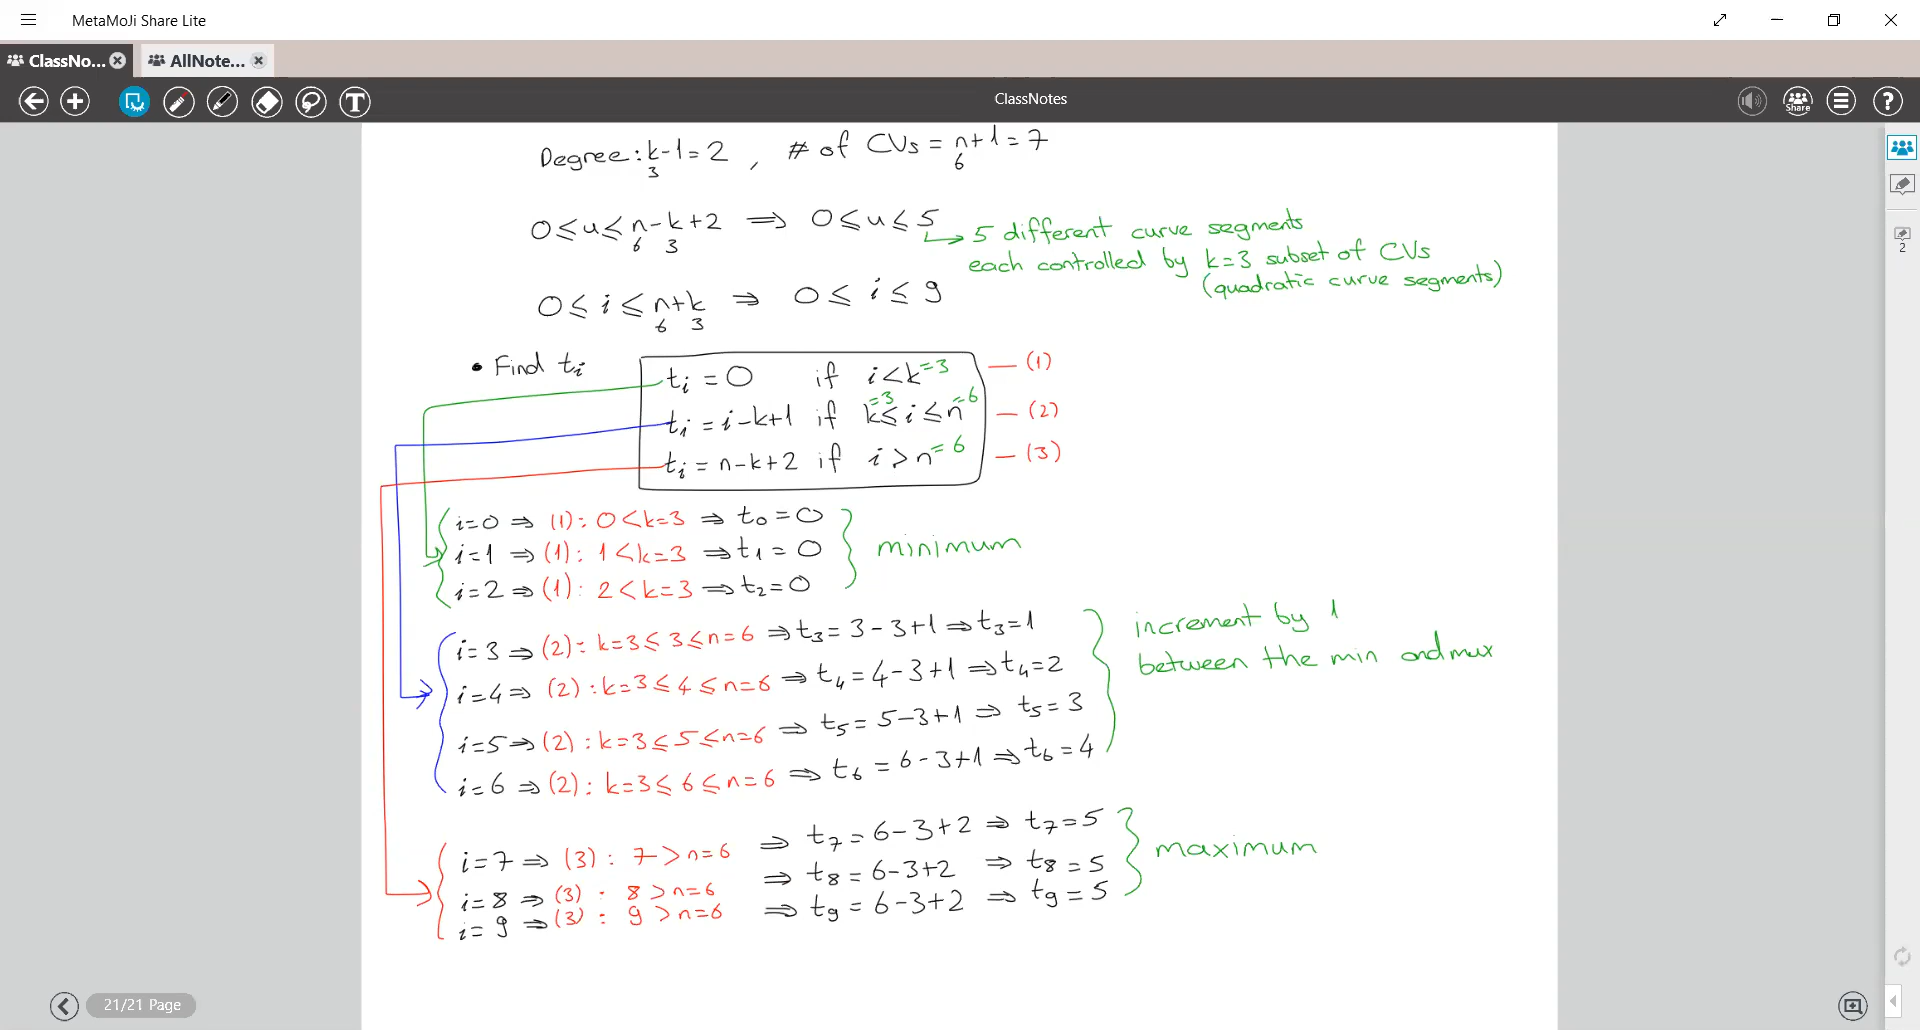 MetaMoJi Share Lite
ClassNo... AllNote...
ClassNotes
Share
Degree: k-1=2 , # of CVs = n+1 = 7
3 6
0 ≤ u ≤ n-k+2 ⇒ 0 ≤ u ≤ 5
6 3
→ 5 different curve segments
each controlled by k=3 subset of CVs
(quadratic curve segments)
0 ≤ i ≤ n+k ⇒ 0 ≤ i ≤ 9
6 3
• Find ti
ti = 0 if i<k =3 — (1)
ti = i-k+1 if k≤i≤n =3 =6 — (2)
ti = n-k+2 if i>n =6 — (3)
i=0 ⇒ (1): 0<k=3 ⇒ t0=0
i=1 ⇒ (1): 1<k=3 ⇒ t1=0
minimum
i=2 ⇒ (1): 2<k=3 ⇒ t2=0
i=3 ⇒ (2): k=3≤3≤n=6 ⇒ t3=3-3+1 ⇒ t3=1
increment by 1
between the min and max
i=4 ⇒ (2): k=3≤4≤n=6 ⇒ t4=4-3+1 ⇒ t4=2
i=5 ⇒ (2): k=3≤5≤n=6 ⇒ t5=5-3+1 ⇒ t5=3
i=6 ⇒ (2): k=3≤6≤n=6 ⇒ t6=6-3+1 ⇒ t6=4
i=7 ⇒ (3): 7>n=6 ⇒ t7=6-3+2 ⇒ t7=5
maximum
i=8 ⇒ (3): 8>n=6 ⇒ t8=6-3+2 ⇒ t8=5
i=9 ⇒ (3): 9>n=6 ⇒ t9=6-3+2 ⇒ t9=5
21/21 Page
2